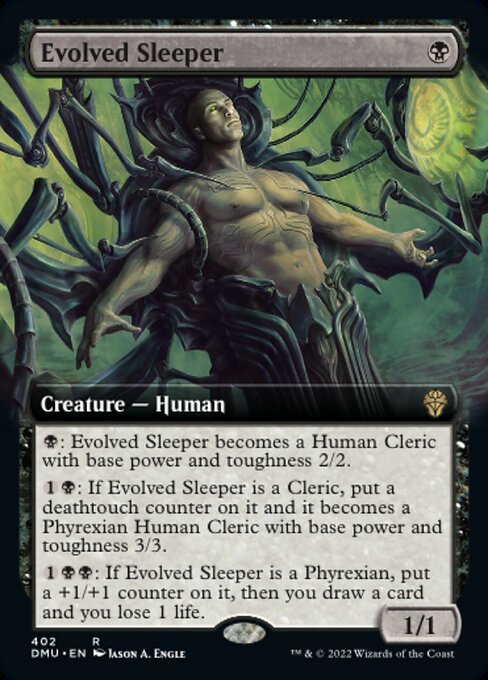 Evolved Sleeper
Creature — Human
: Evolved Sleeper becomes a Human Cleric
with base power and toughness 2/2.
1 : If Evolved Sleeper is a Cleric, put a
deathtouch counter on it and it becomes a
Phyrexian Human Cleric with base power and
toughness 3/3.
1 : If Evolved Sleeper is a Phyrexian, put
a +1/+1 counter on it, then you draw a card
and you lose 1 life.
1/1
402 R
DMU • EN Jason A. Engle
™ & © 2022 Wizards of the Coast